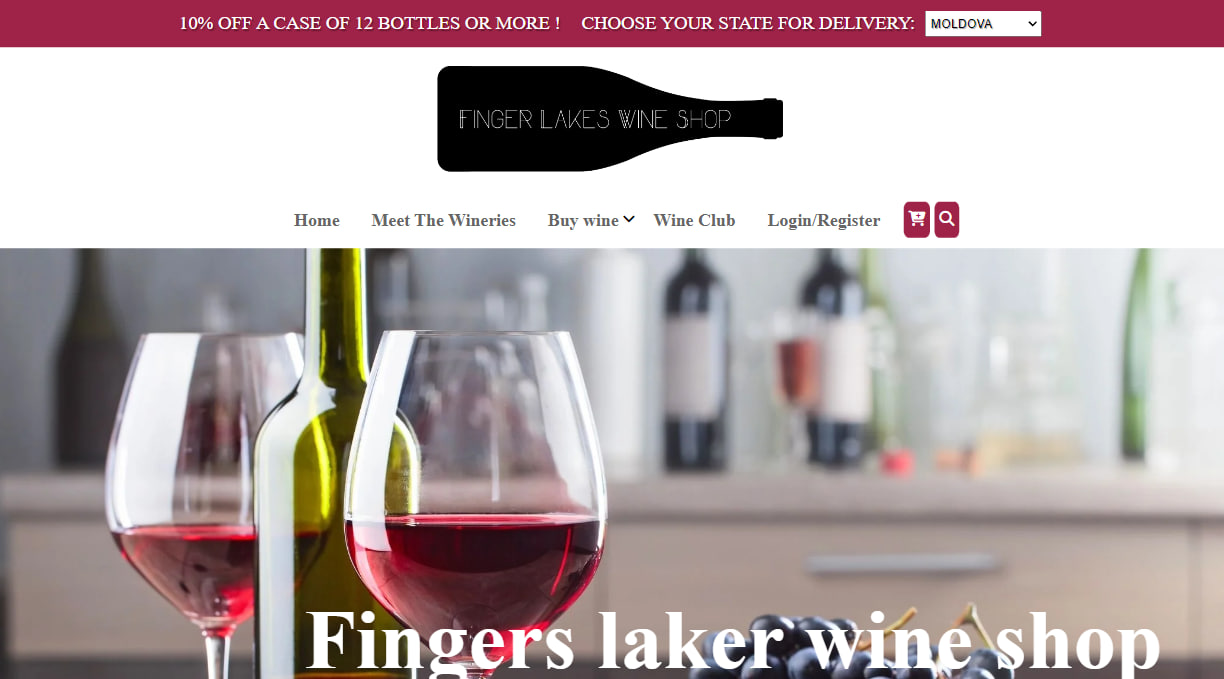 10% OFF A CASE OF 12 BOTTLES OR MORE ! CHOOSE YOUR STATE FOR DELIVERY: MOLDOVA
FINGER LAKES WINE SHOP
Home Meet The Wineries Buy wine Wine Club Login/Register
Fingers laker wine shop